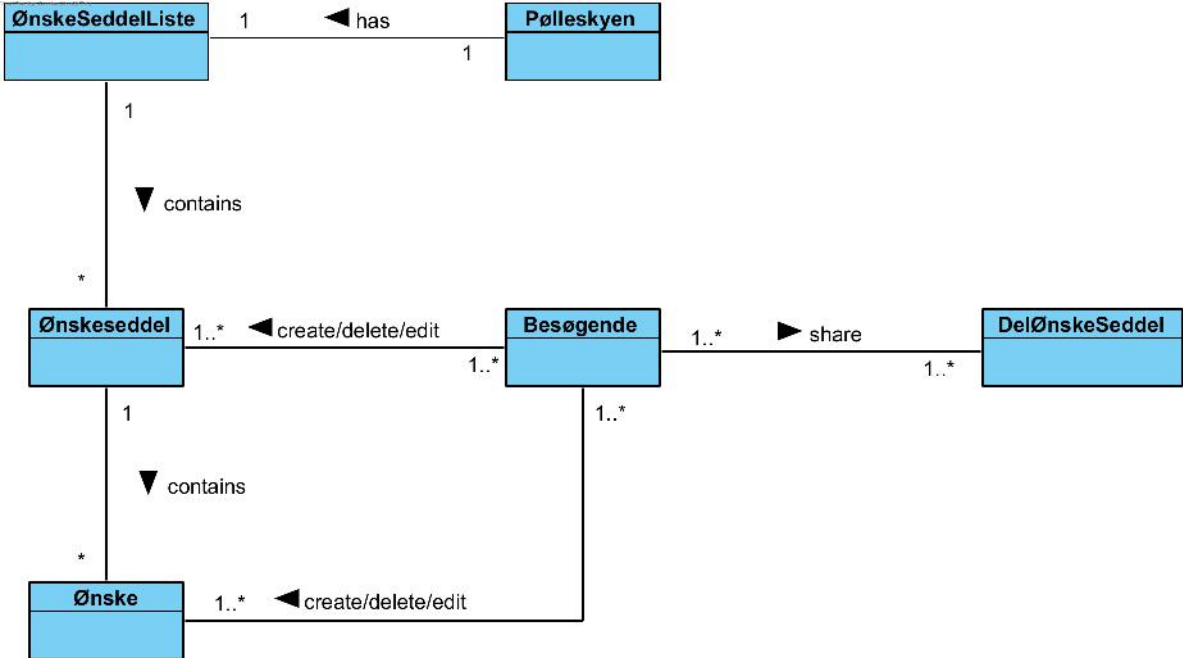 ØnskeSeddelListe
1
has
1
Pølleskyen
1
contains
*
Ønskeseddel
1..*
create/delete/edit
1..*
Besøgende
1..*
share
1..*
DelØnskeSeddel
1
contains
*
1..*
Ønske
1..*
create/delete/edit